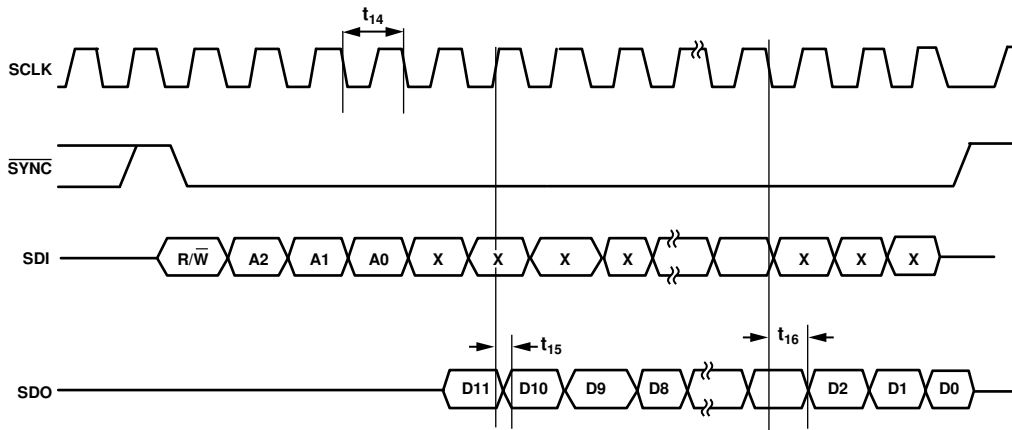 t14
SCLK
SYNC
SDI R/W A2 A1 A0 X X X X X X X
t15 t16
SDO D11 D10 D9 D8 D2 D1 D0